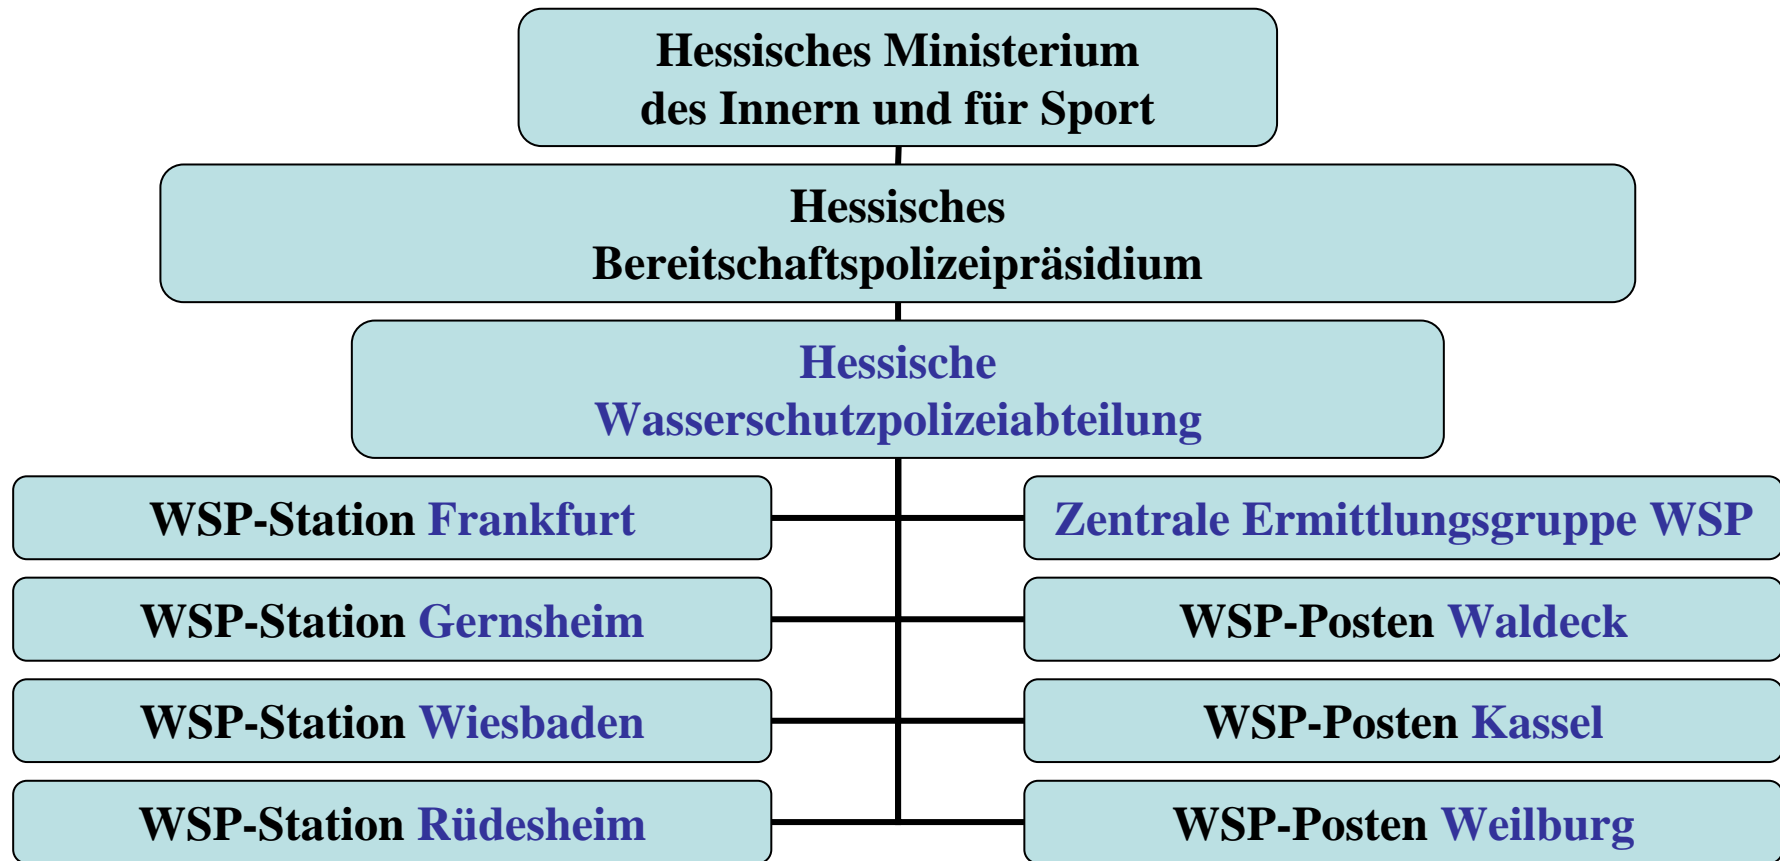 Hessisches Ministerium
des Innern und für Sport
Hessisches
Bereitschaftspolizeipräsidium
Hessische
Wasserschutzpolizeiabteilung
WSP-Station Frankfurt
Zentrale Ermittlungsgruppe WSP
WSP-Station Gernsheim
WSP-Posten Waldeck
WSP-Station Wiesbaden
WSP-Posten Kassel
WSP-Station Rüdesheim
WSP-Posten Weilburg